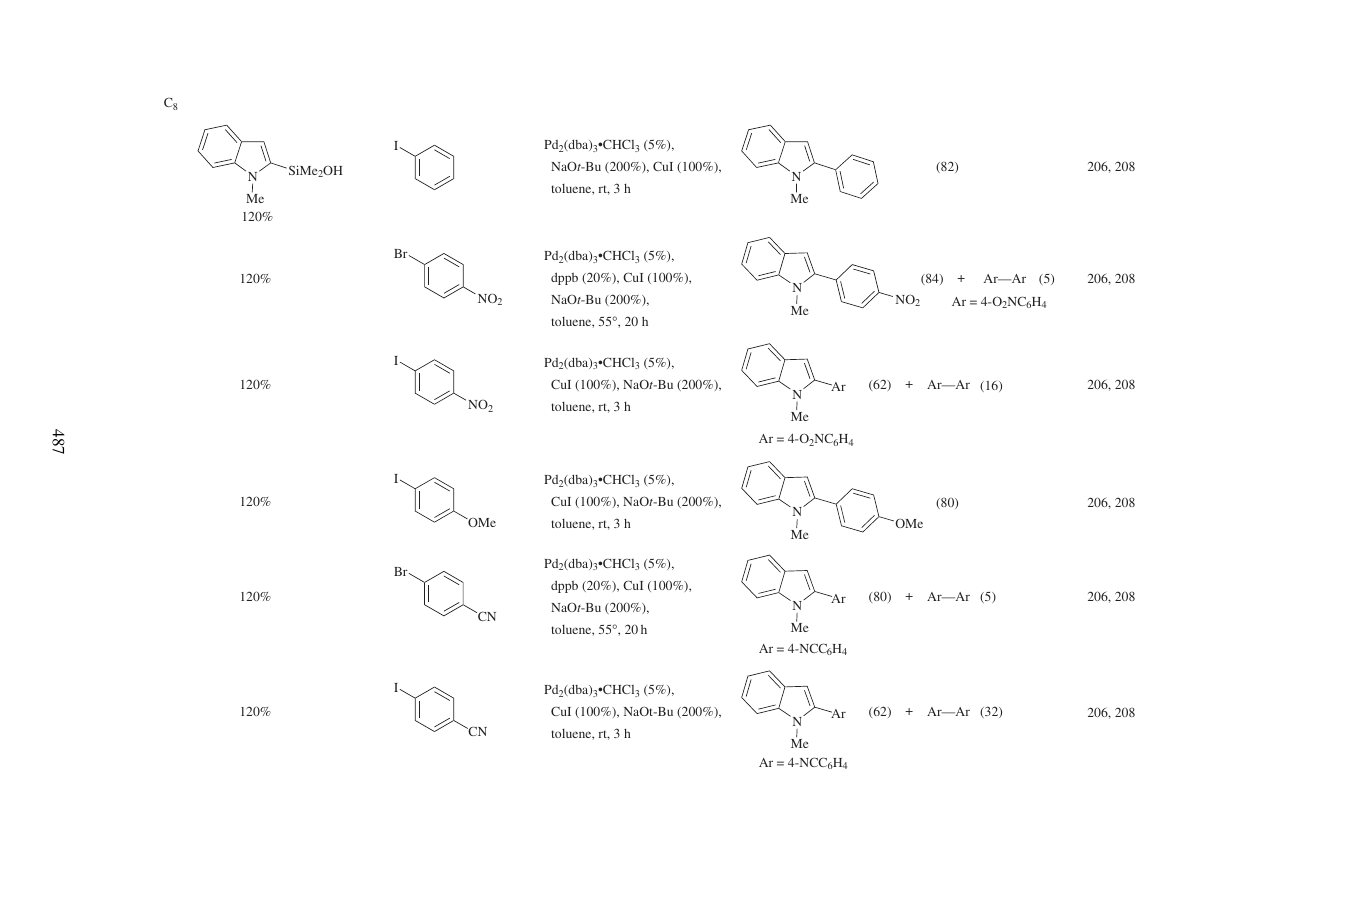 C8
SiMe2OH
N
Me
120%
I
Pd2(dba)3•CHCl3 (5%),
NaOt-Bu (200%), CuI (100%),
toluene, rt, 3 h
N
Me
(82)
206, 208
120%
Br
NO2
Pd2(dba)3•CHCl3 (5%),
dppb (20%), CuI (100%),
NaOt-Bu (200%),
toluene, 55°, 20 h
N
Me
NO2
(84) + Ar—Ar (5)
Ar = 4-O2NC6H4
206, 208
120%
I
NO2
Pd2(dba)3•CHCl3 (5%),
CuI (100%), NaOt-Bu (200%),
toluene, rt, 3 h
N
Me
Ar
(62) + Ar—Ar (16)
Ar = 4-O2NC6H4
206, 208
487
120%
I
OMe
Pd2(dba)3•CHCl3 (5%),
CuI (100%), NaOt-Bu (200%),
toluene, rt, 3 h
N
Me
OMe
(80)
206, 208
120%
Br
CN
Pd2(dba)3•CHCl3 (5%),
dppb (20%), CuI (100%),
NaOt-Bu (200%),
toluene, 55°, 20 h
N
Me
Ar
(80) + Ar—Ar (5)
Ar = 4-NCC6H4
206, 208
120%
I
CN
Pd2(dba)3•CHCl3 (5%),
CuI (100%), NaOt-Bu (200%),
toluene, rt, 3 h
N
Me
Ar
(62) + Ar—Ar (32)
Ar = 4-NCC6H4
206, 208